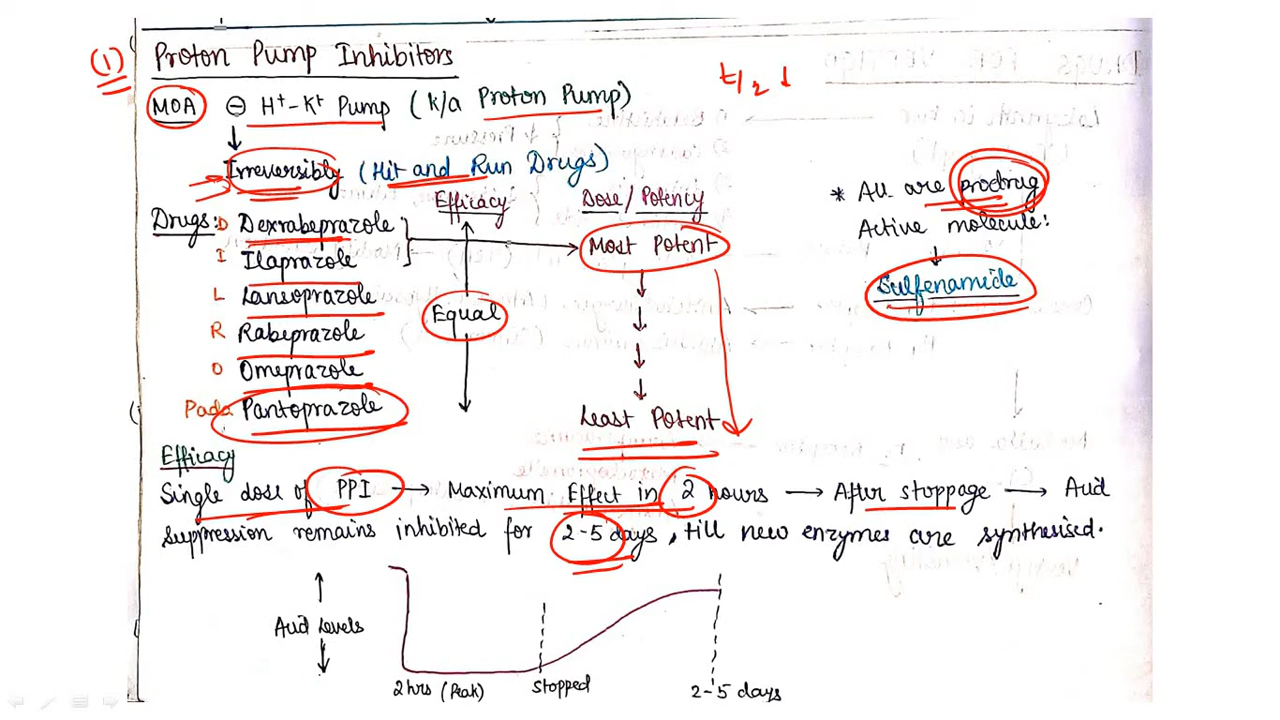 (1) Proton Pump Inhibitors
t/2 ↓
MOA ⊖ H⁺-K⁺ Pump (K/a Proton Pump)
↓
Irreversibly (Hit and Run Drugs)
* All are prodrug
Active molecule:
↓
Sulfenamide
Efficacy Dose/Potency
Drugs: D Dexrabeprazole
Most Potent
I Ilaprazole
L Lansoprazole
Equal
R Rabeprazole
O Omeprazole
Pada Pantoprazole
Least Potent
Efficacy
Single dose of PPI → Maximum Effect in 2 hours → After stoppage → Acid
suppression remains inhibited for 2-5 days, till new enzymes are synthesised.
Acid Levels
2 hrs (Peak) stopped 2-5 days